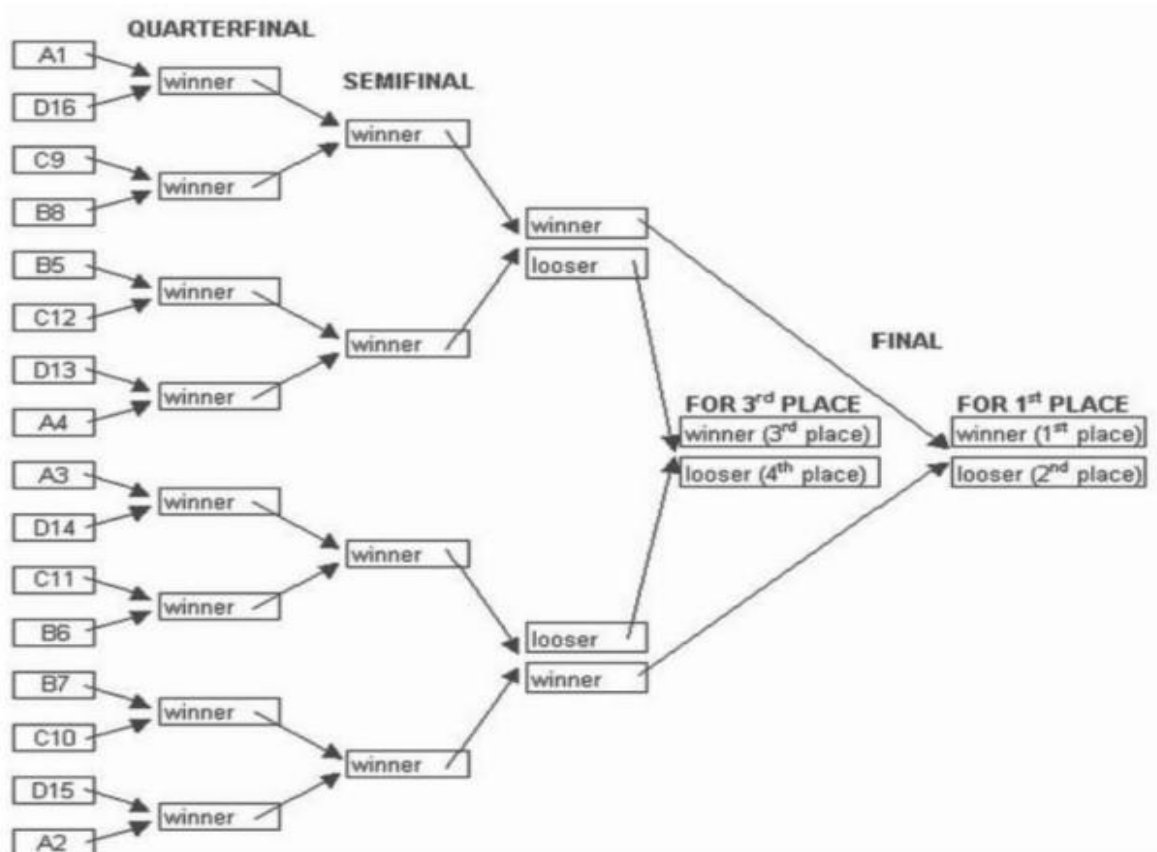 QUARTERFINAL
SEMIFINAL
FINAL
A1
D16
C9
B8
B5
C12
D13
A4
A3
D14
C11
B6
B7
C10
D15
A2
winner
winner
winner
winner
winner
winner
winner
winner
winner
winner
winner
winner
winner
looser
looser
winner
FOR 3rd PLACE
winner (3rd place)
looser (4th place)
FOR 1st PLACE
winner (1st place)
looser (2nd place)